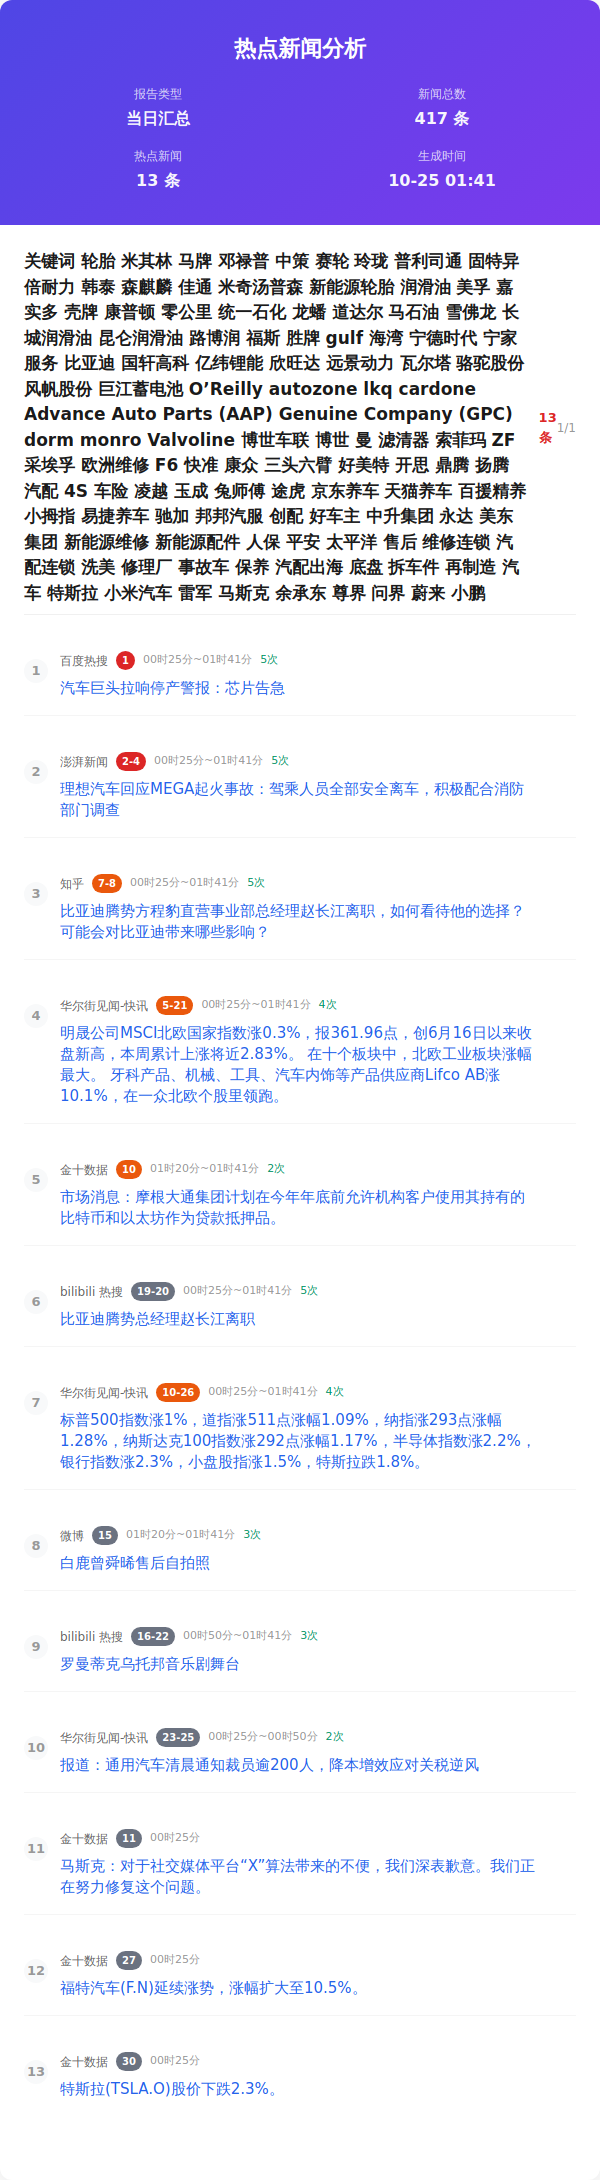 热点新闻分析
报告类型
当日汇总
新闻总数
417 条
热点新闻
13 条
生成时间
10-25 01:41
关键词 轮胎 米其林 马牌 邓禄普 中策 赛轮 玲珑 普利司通 固特异
倍耐力 韩泰 森麒麟 佳通 米奇汤普森 新能源轮胎 润滑油 美孚 嘉
实多 壳牌 康普顿 零公里 统一石化 龙蟠 道达尔 马石油 雪佛龙 长
城润滑油 昆仑润滑油 路博润 福斯 胜牌 gulf 海湾 宁德时代 宁家
服务 比亚迪 国轩高科 亿纬锂能 欣旺达 远景动力 瓦尔塔 骆驼股份
风帆股份 巨江蓄电池 O’Reilly autozone lkq cardone
Advance Auto Parts (AAP) Genuine Company (GPC)
dorm monro Valvoline 博世车联 博世 曼 滤清器 索菲玛 ZF
采埃孚 欧洲维修 F6 快准 康众 三头六臂 好美特 开思 鼎腾 扬腾
汽配 4S 车险 凌越 玉成 兔师傅 途虎 京东养车 天猫养车 百援精养
小拇指 易捷养车 驰加 邦邦汽服 创配 好车主 中升集团 永达 美东
集团 新能源维修 新能源配件 人保 平安 太平洋 售后 维修连锁 汽
配连锁 洗美 修理厂 事故车 保养 汽配出海 底盘 拆车件 再制造 汽
车 特斯拉 小米汽车 雷军 马斯克 余承东 尊界 问界 蔚来 小鹏
13
条
1/1
1
百度热搜 1 00时25分~01时41分 5次
汽车巨头拉响停产警报：芯片告急
2
澎湃新闻 2-4 00时25分~01时41分 5次
理想汽车回应MEGA起火事故：驾乘人员全部安全离车，积极配合消防
部门调查
3
知乎 7-8 00时25分~01时41分 5次
比亚迪腾势方程豹直营事业部总经理赵长江离职，如何看待他的选择？
可能会对比亚迪带来哪些影响？
4
华尔街见闻-快讯 5-21 00时25分~01时41分 4次
明晟公司MSCI北欧国家指数涨0.3%，报361.96点，创6月16日以来收
盘新高，本周累计上涨将近2.83%。 在十个板块中，北欧工业板块涨幅
最大。 牙科产品、机械、工具、汽车内饰等产品供应商Lifco AB涨
10.1%，在一众北欧个股里领跑。
5
金十数据 10 01时20分~01时41分 2次
市场消息：摩根大通集团计划在今年年底前允许机构客户使用其持有的
比特币和以太坊作为贷款抵押品。
6
bilibili 热搜 19-20 00时25分~01时41分 5次
比亚迪腾势总经理赵长江离职
7
华尔街见闻-快讯 10-26 00时25分~01时41分 4次
标普500指数涨1%，道指涨511点涨幅1.09%，纳指涨293点涨幅
1.28%，纳斯达克100指数涨292点涨幅1.17%，半导体指数涨2.2%，
银行指数涨2.3%，小盘股指涨1.5%，特斯拉跌1.8%。
8
微博 15 01时20分~01时41分 3次
白鹿曾舜晞售后自拍照
9
bilibili 热搜 16-22 00时50分~01时41分 3次
罗曼蒂克乌托邦音乐剧舞台
10
华尔街见闻-快讯 23-25 00时25分~00时50分 2次
报道：通用汽车清晨通知裁员逾200人，降本增效应对关税逆风
11
金十数据 11 00时25分
马斯克：对于社交媒体平台“X”算法带来的不便，我们深表歉意。我们正
在努力修复这个问题。
12
金十数据 27 00时25分
福特汽车(F.N)延续涨势，涨幅扩大至10.5%。
13
金十数据 30 00时25分
特斯拉(TSLA.O)股价下跌2.3%。